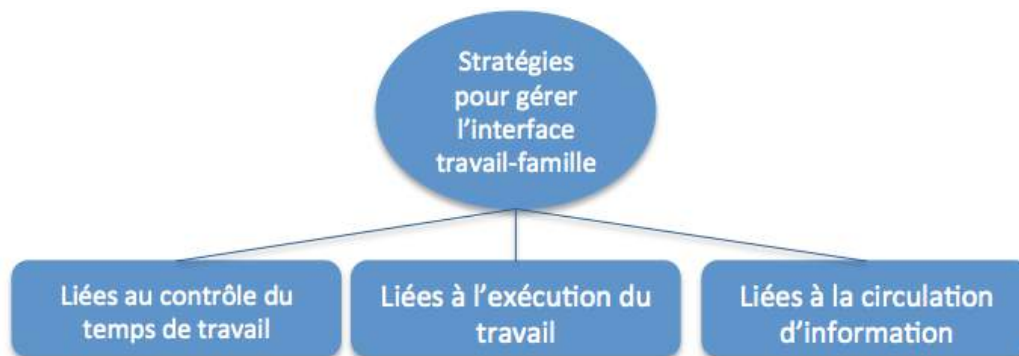 Stratégies
pour gérer
l'interface
travail-famille
Liées au contrôle du
temps de travail
Liées à l'exécution du
travail
Liées à la circulation
d'information